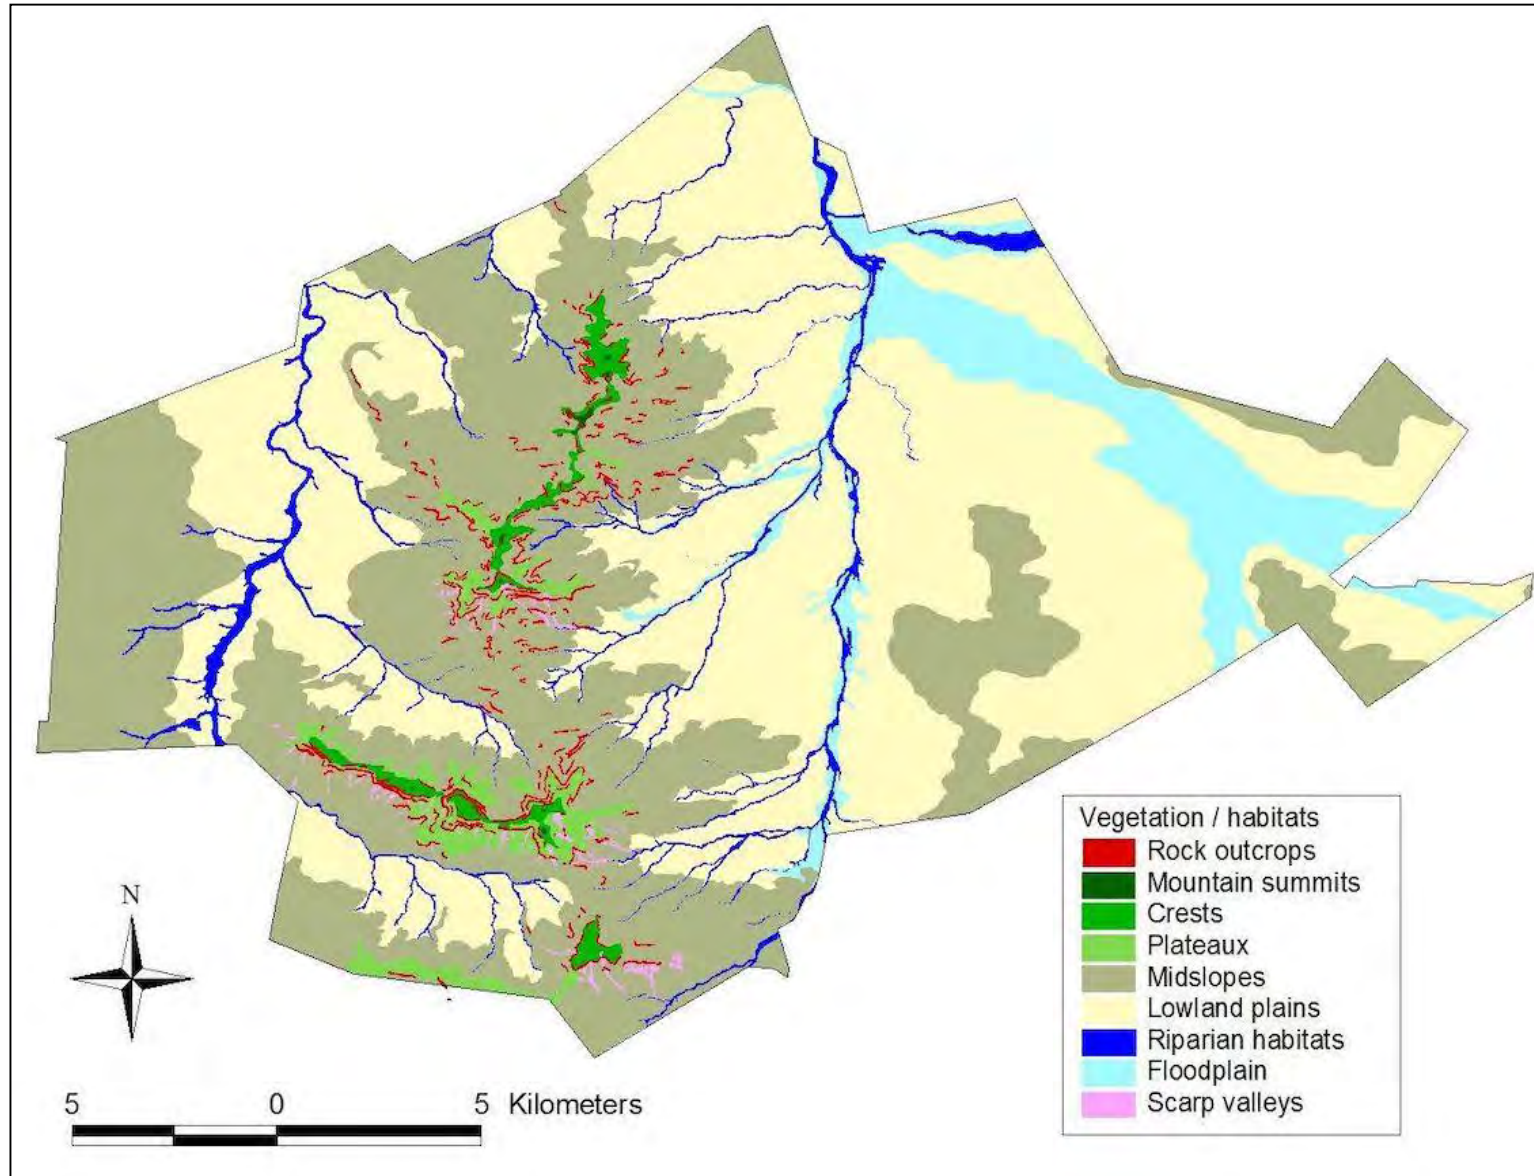 Vegetation / habitats
Rock outcrops
Mountain summits
Crests
Plateaux
Midslopes
Lowland plains
Riparian habitats
Floodplain
Scarp valleys
N
5 0 5 Kilometers